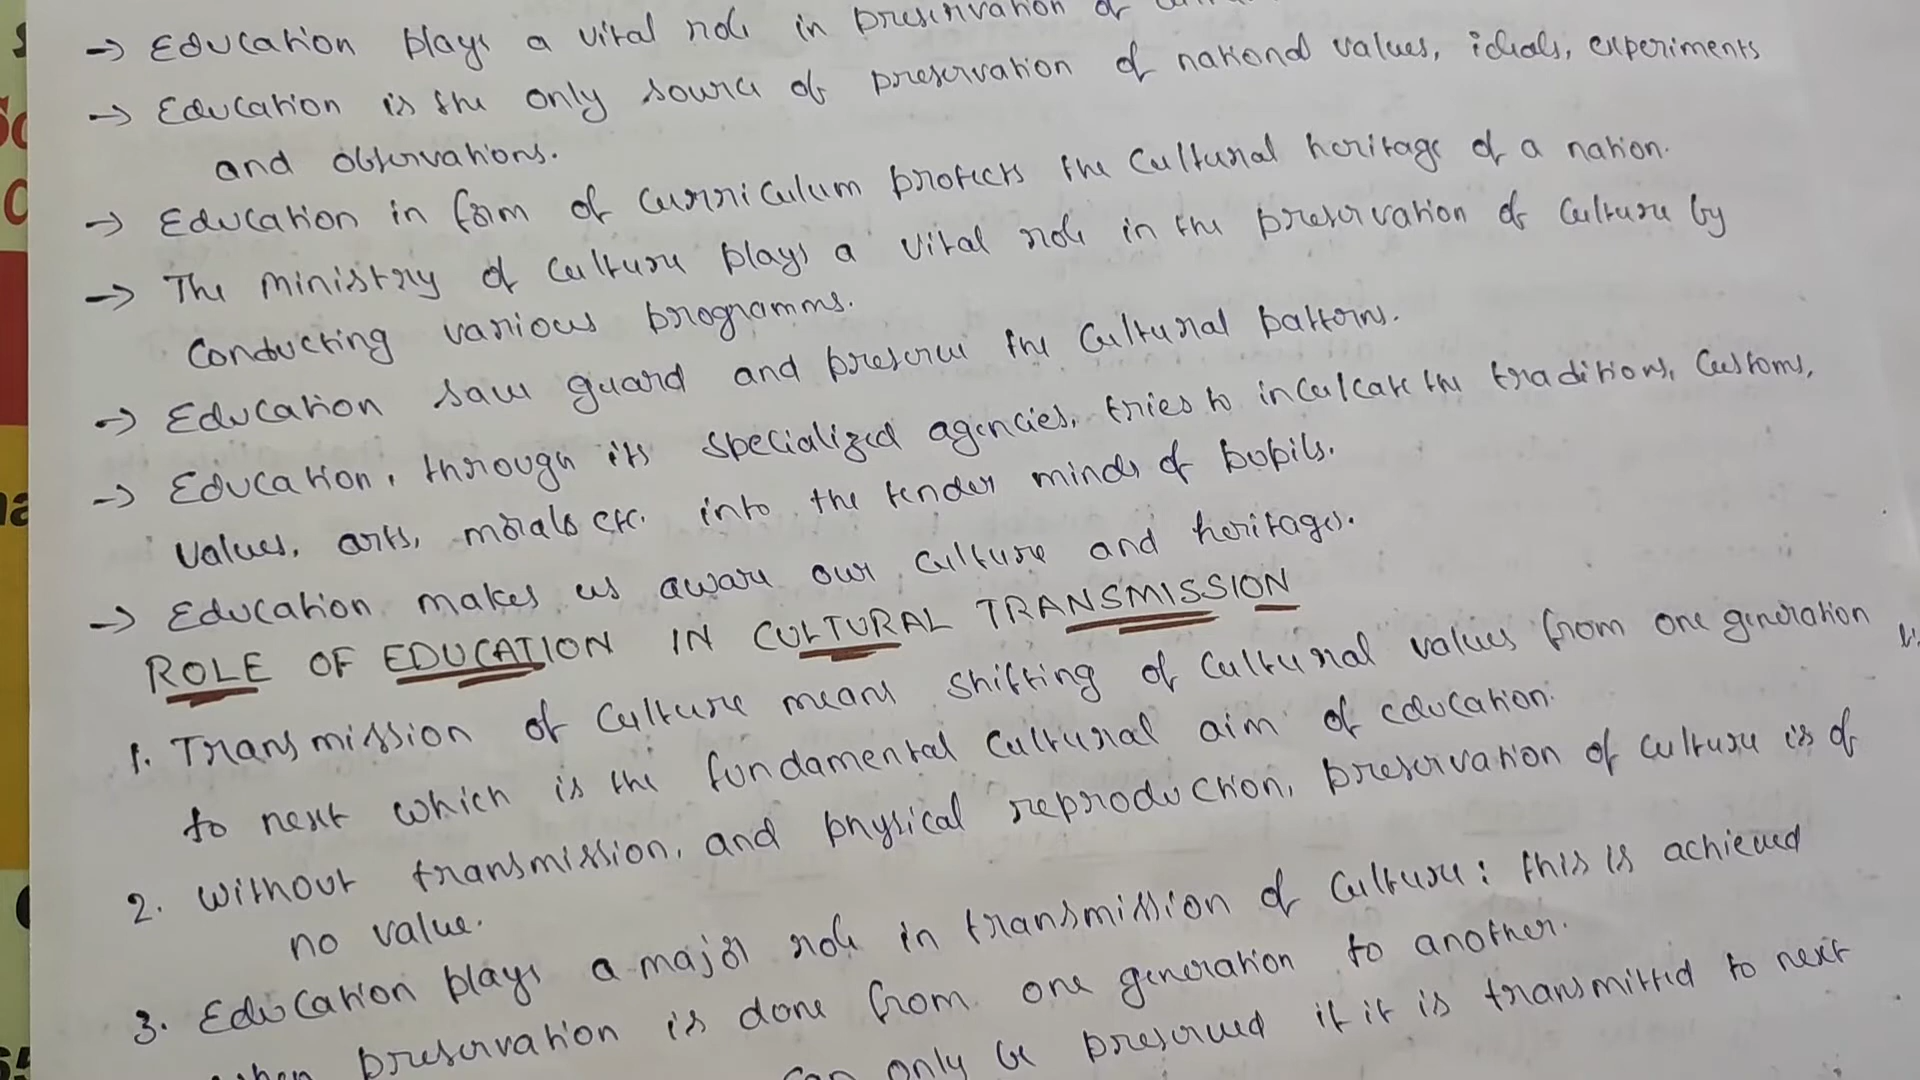 → Education plays a vital role in preservation of
→ Education is the only source of preservation of national values, ideals, experiments
and observations.
→ Education in form of curriculum protects the cultural heritage of a nation.
→ The ministry of culture plays a vital role in the preservation of culture by
conducting various programms.
→ Education save guard and preserve the cultural patterns.
→ Education, through its specialized agencies, tries to inculcate the traditions, customs,
values, arts, morals etc. into the tender minds of pupils.
→ Education makes us aware our culture and heritages.
ROLE OF EDUCATION IN CULTURAL TRANSMISSION
1. Transmission of culture means shifting of cultural values from one generation
to next which is the fundamental cultural aim of education.
2. without transmission, and physical reproduction, preservation of culture is of
no value.
3. Education plays a major role in transmission of culture: this is achieved
when preservation is done from one generation to another.
can only be preserved if it is transmitted to next